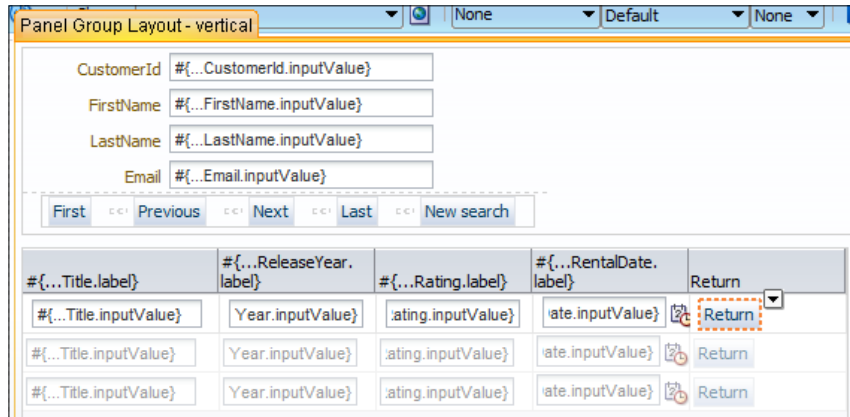 Panel Group Layout - vertical None Default None
CustomerId #{...CustomerId.inputValue}
FirstName #{...FirstName.inputValue}
LastName #{...LastName.inputValue}
Email #{...Email.inputValue}
First Previous Next Last New search
#{...Title.label} #{...ReleaseYear. label} #{...Rating.label} #{...RentalDate. label} Return
#{...Title.inputValue} Year.inputValue} ating.inputValue} ate.inputValue} Return
#{...Title.inputValue} Year.inputValue} ating.inputValue} ate.inputValue} Return
#{...Title.inputValue} Year.inputValue} ating.inputValue} ate.inputValue} Return